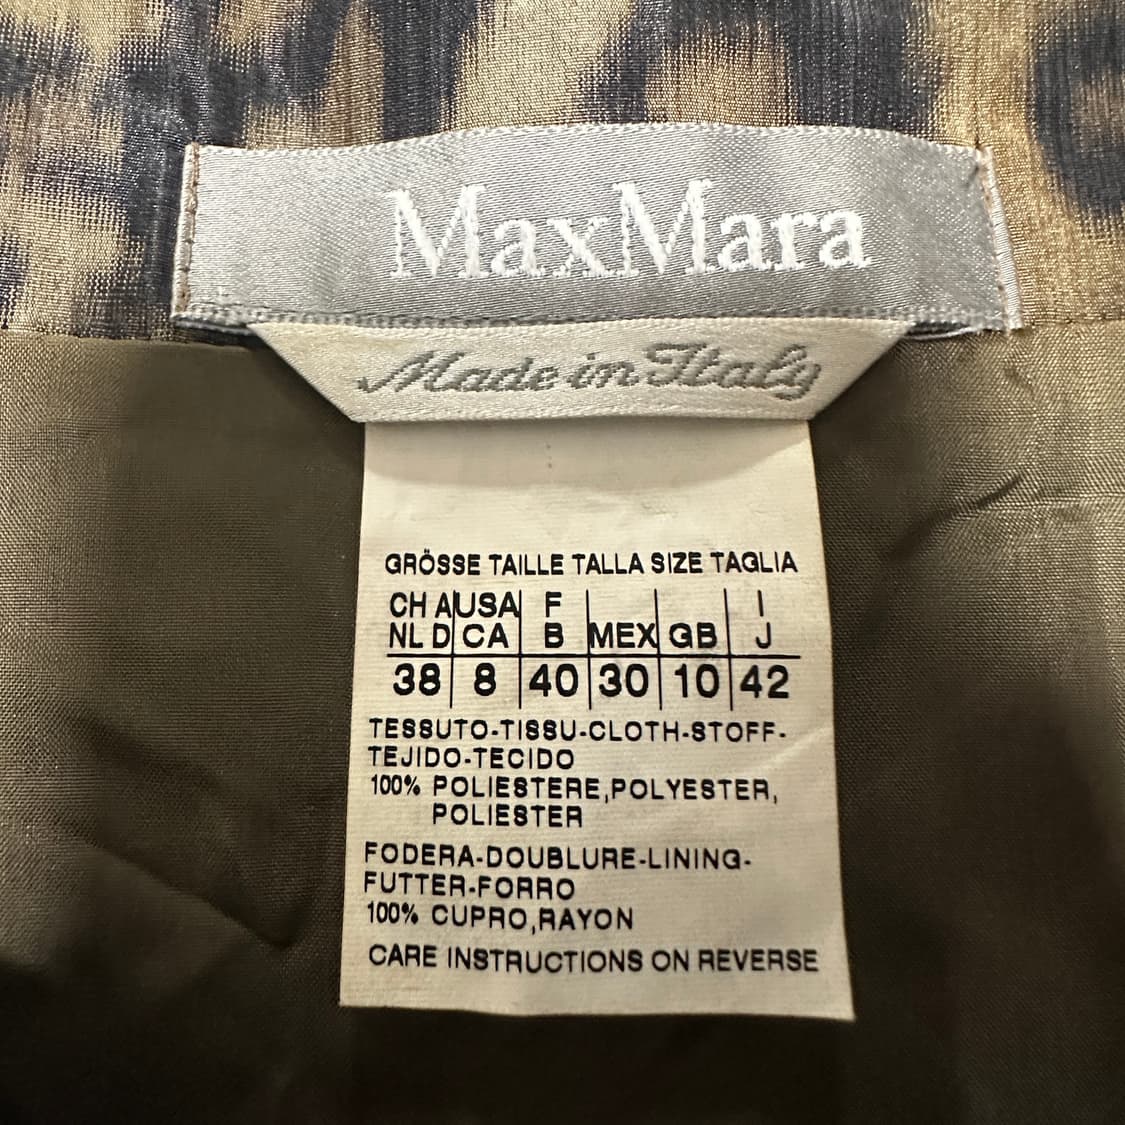 MaxMara
Made in Italy
GRÖSSE TAILLE TALLA SIZE TAGLIA
CH A USA F I
NL D CA B MEX GB J
38 8 40 30 10 42
TESSUTO-TISSU-CLOTH-STOFF-
TEJIDO-TECIDO
100% POLIESTERE,POLYESTER,
POLIESTER
FODERA-DOUBLURE-LINING-
FUTTER-FORRO
100% CUPRO,RAYON
CARE INSTRUCTIONS ON REVERSE